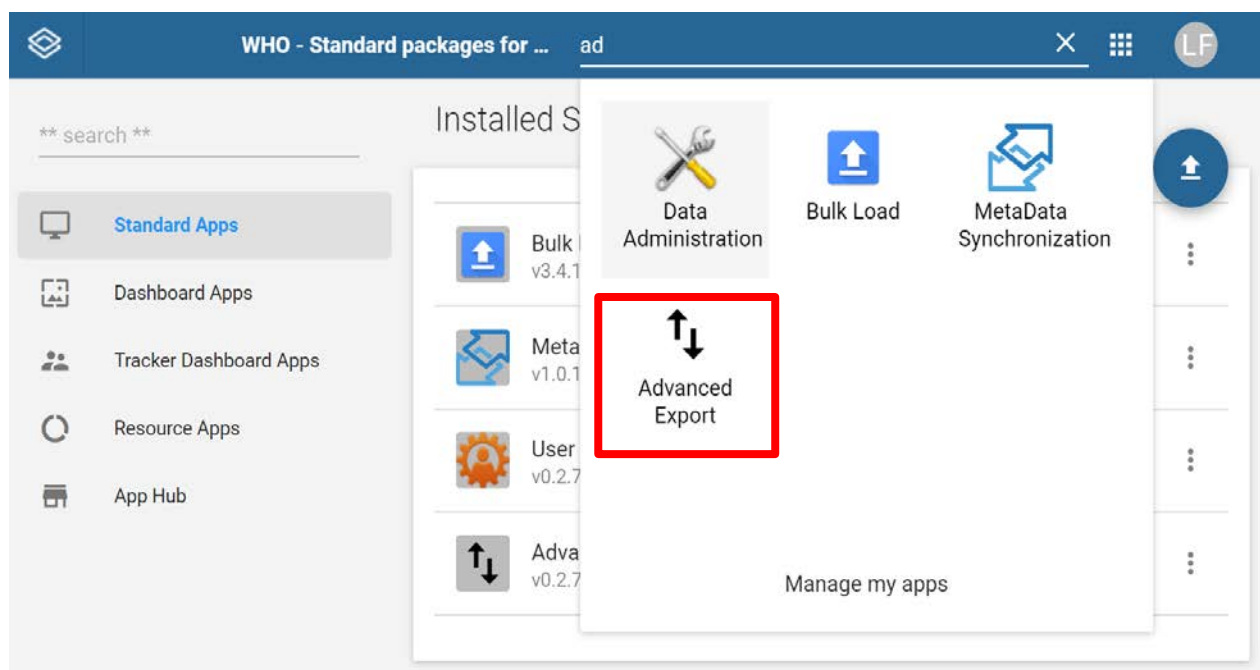 WHO - Standard packages for ... ad
LF
** search **
Installed S
Standard Apps
Dashboard Apps
Tracker Dashboard Apps
Resource Apps
App Hub
Bulk
v3.4.1
Meta
v1.0.1
User
v0.2.7
Adva
v0.2.7
Data
Administration
Bulk Load
MetaData
Synchronization
Advanced
Export
Manage my apps